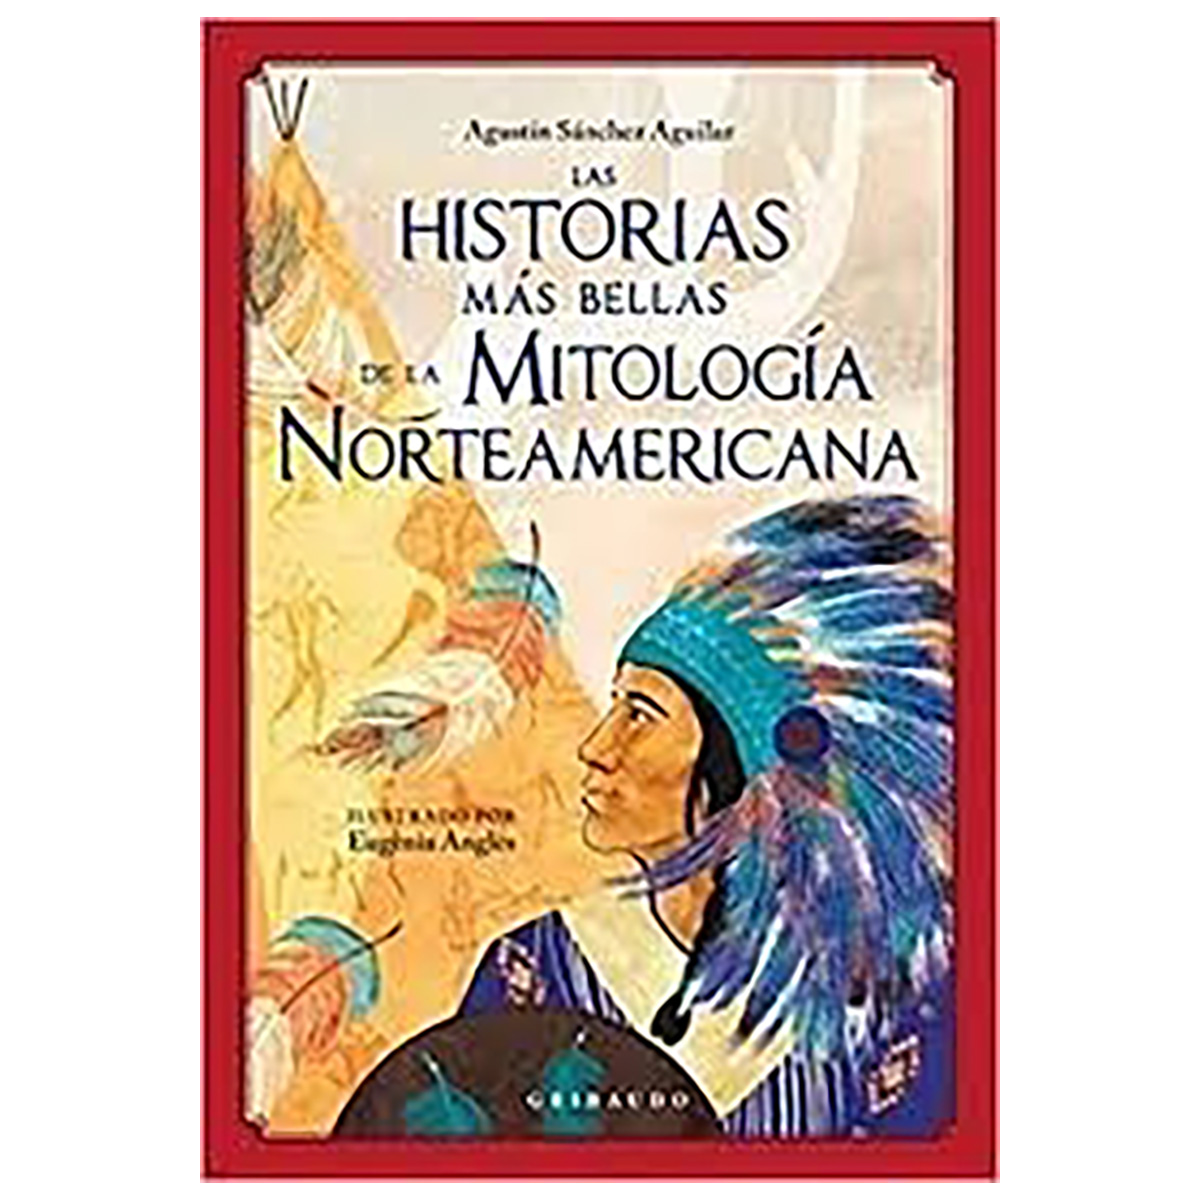 Agustín Sánchez Aguilar
LAS
HISTORIAS
MÁS BELLAS
DE LA MITOLOGÍA
NORTEAMERICANA
ILUSTRADO POR
Eugènia Anglès
GRIBAUDO